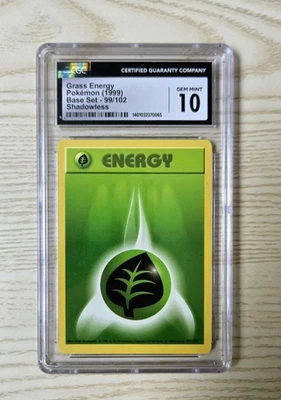 CGC
CERTIFIED GUARANTY COMPANY
Grass Energy
Pokémon (1999)
Base Set - 99/102
Shadowless
GEM MINT
10
ENERGY